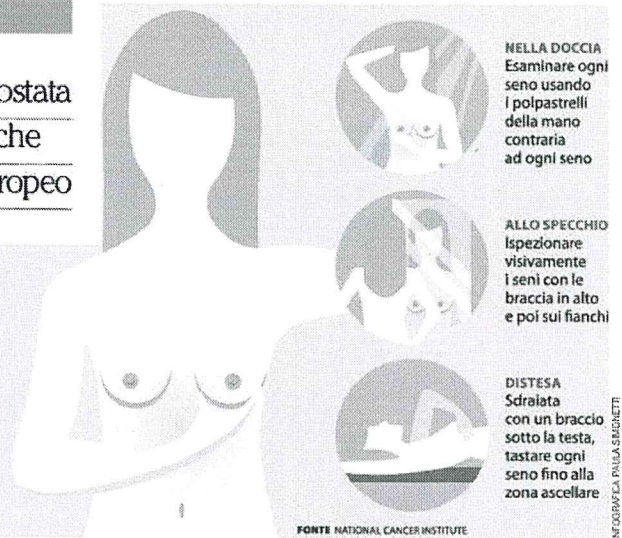 ostata
che
ropeo
NELLA DOCCIA
Esaminare ogni
seno usando
i polpastrelli
della mano
contraria
ad ogni seno
ALLO SPECCHIO
Ispezionare
visivamente
i seni con le
braccia in alto
e poi sui fianchi
DISTESA
Sdraiata
con un braccio
sotto la testa,
tastare ogni
seno fino alla
zona ascellare
FONTE NATIONAL CANCER INSTITUTE
INFOGRAFICA PAULA SIMONETTI